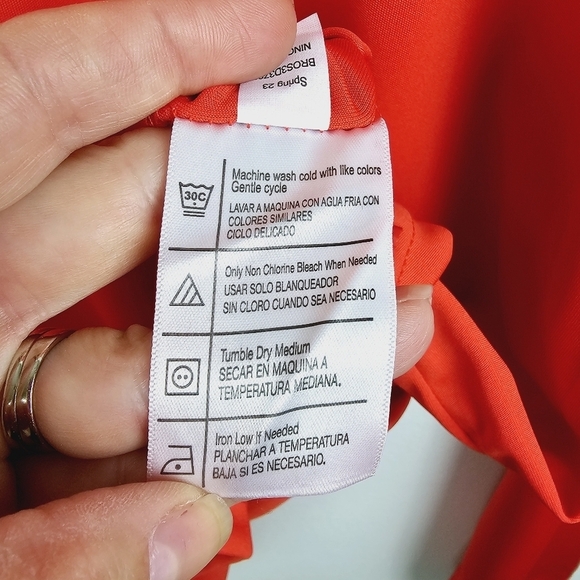 Spring 23
30C
Machine wash cold with like colors
Gentle cycle
LAVAR A MAQUINA CON AGUA FRIA CON
COLORES SIMILARES
CICLO DELICADO
Only Non Chlorine Bleach When Needed
USAR SOLO BLANQUEADOR
SIN CLORO CUANDO SEA NECESARIO
Tumble Dry Medium
SECAR EN MAQUINA A
TEMPERATURA MEDIANA.
Iron Low If Needed
PLANCHAR A TEMPERATURA
BAJA SI ES NECESARIO.